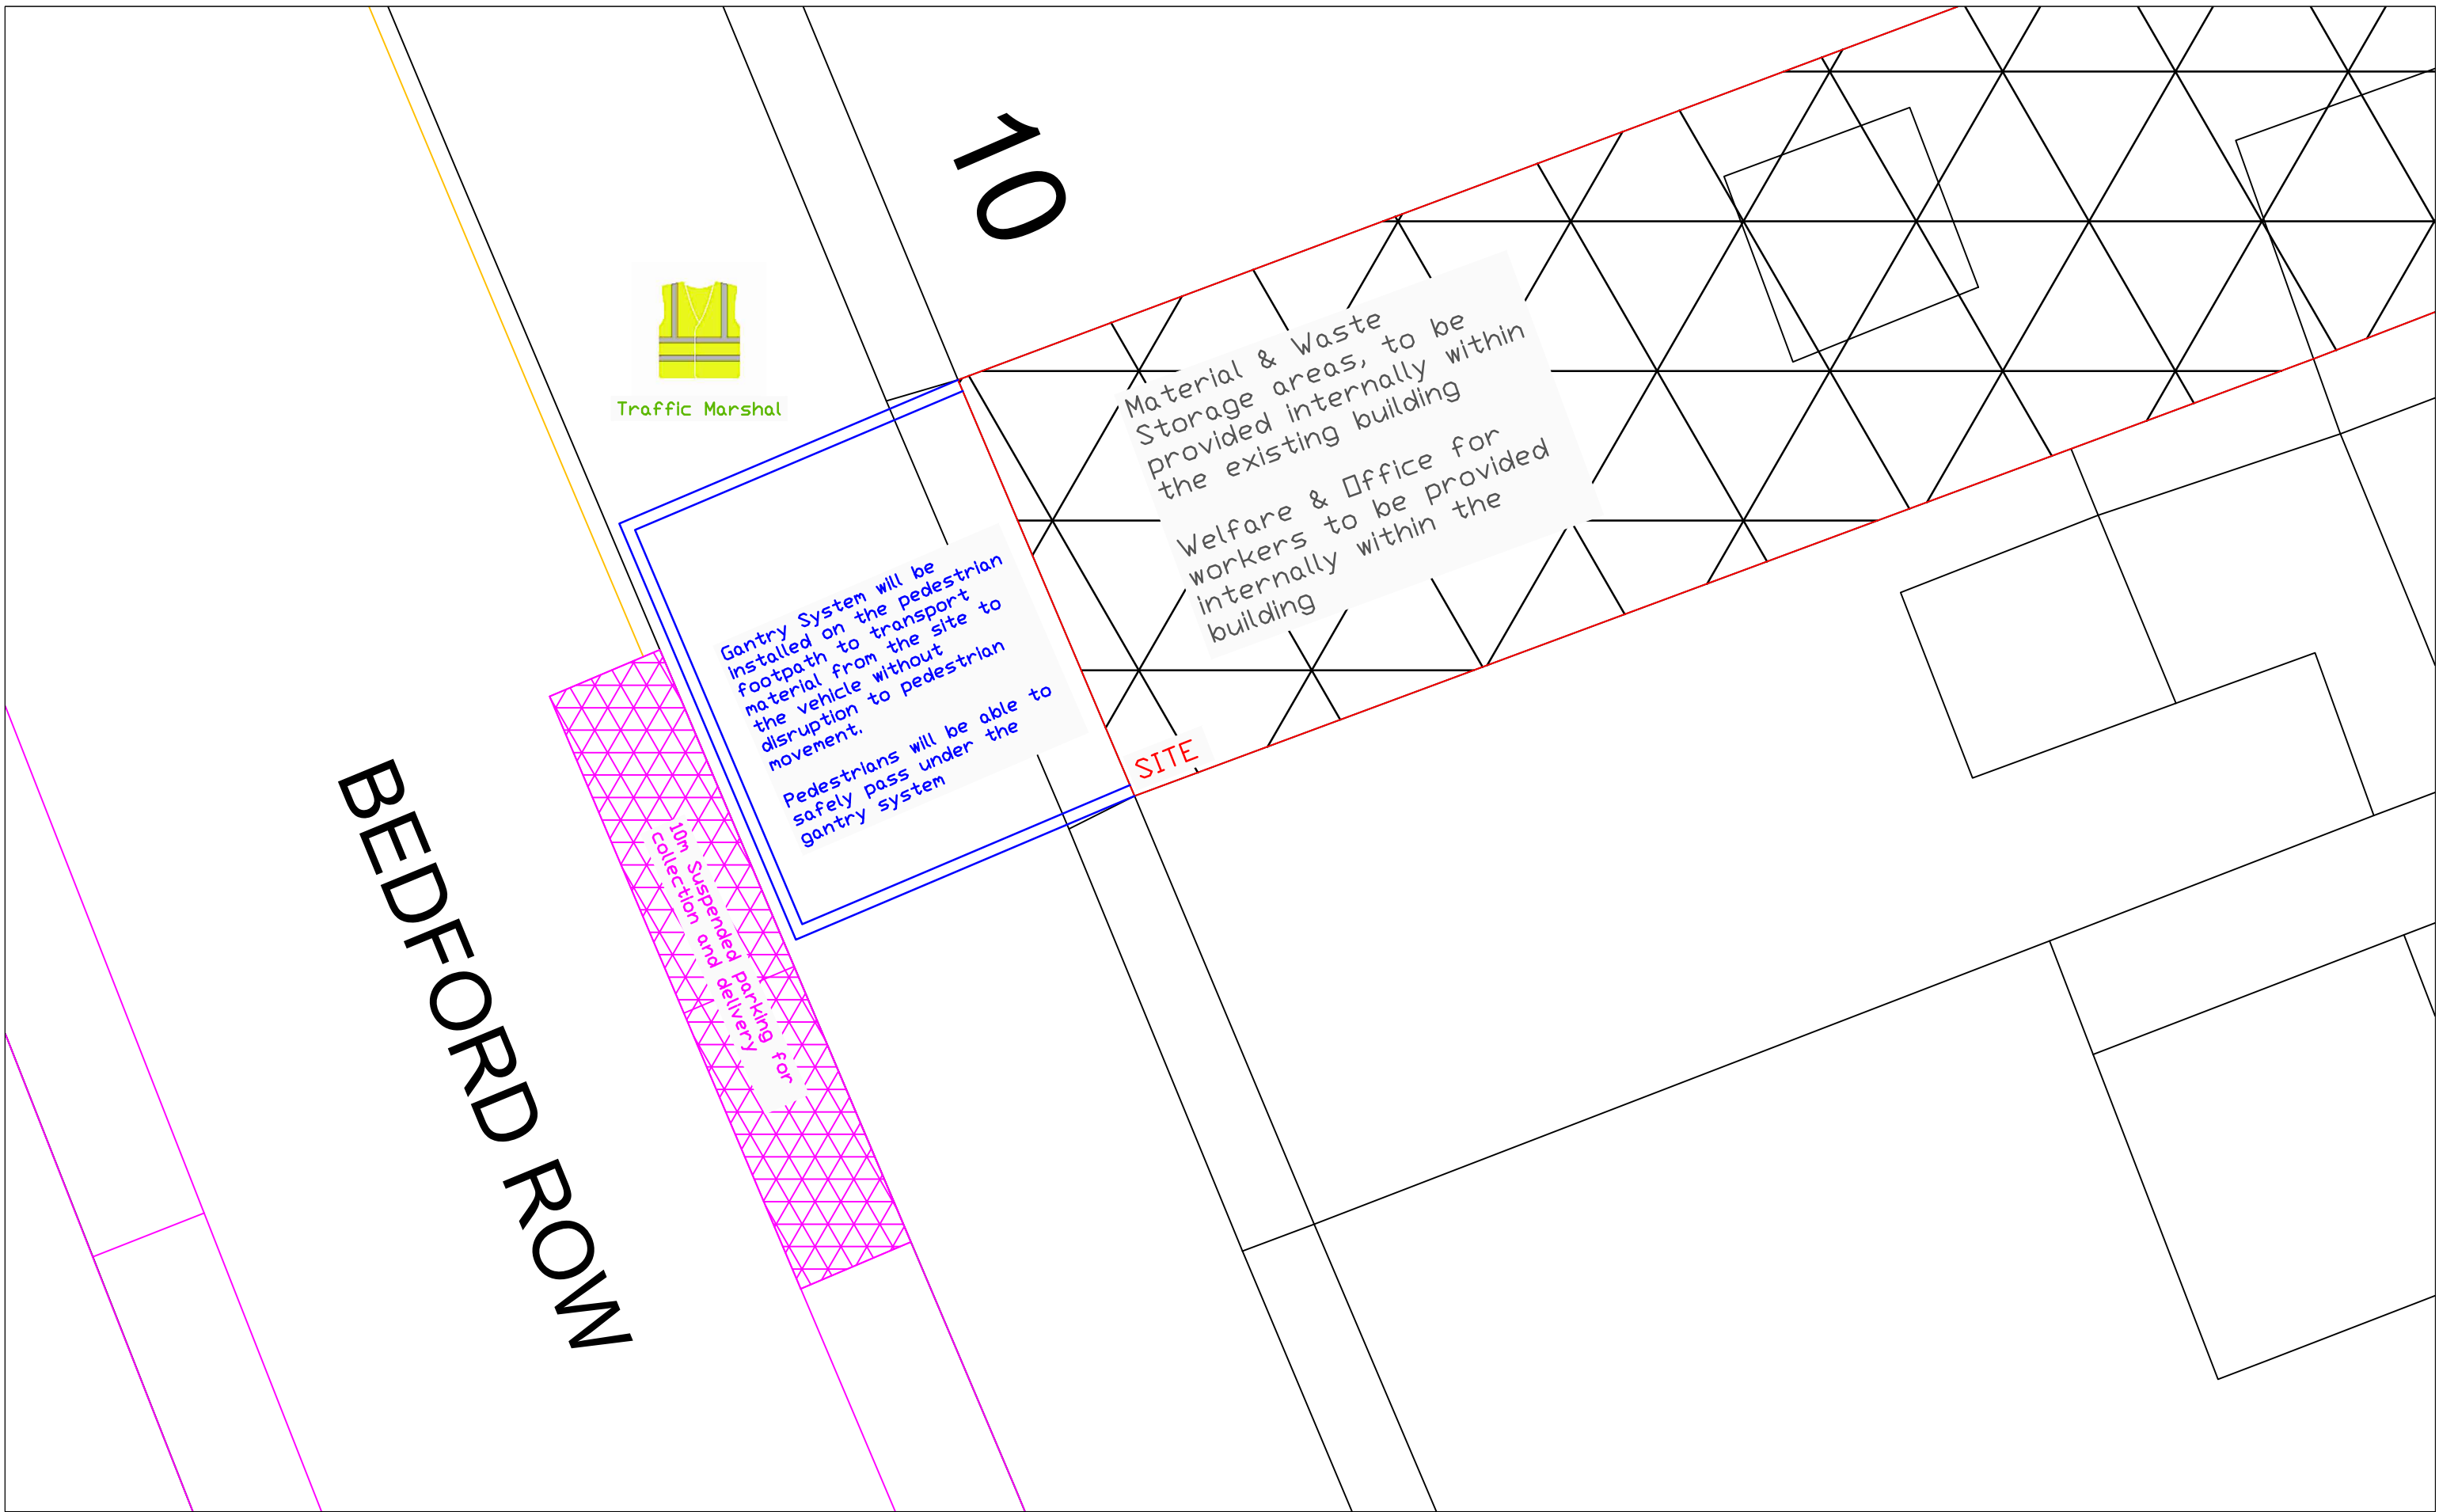 10
Traffic Marshal
Material & Waste
Storage areas, to be
provided internally within
the existing building
Welfare & Office for
workers to be provided
internally within the
building
Gantry System will be
installed on the pedestrian
footpath to transport
material from the site to
the vehicle without
disruption to pedestrian
movement.
Pedestrians will be able to
safely pass under the
gantry system
SITE
10m Suspended parking for
collection and delivery
BEDFORD ROW